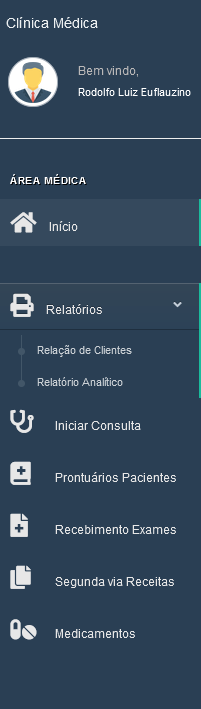 Clínica Médica
Bem vindo,
Rodolfo Luiz Euflauzino
ÁREA MÉDICA
Início
Relatórios
Relação de Clientes
Relatório Analítico
Iniciar Consulta
Prontuários Pacientes
Recebimento Exames
Segunda via Receitas
Medicamentos